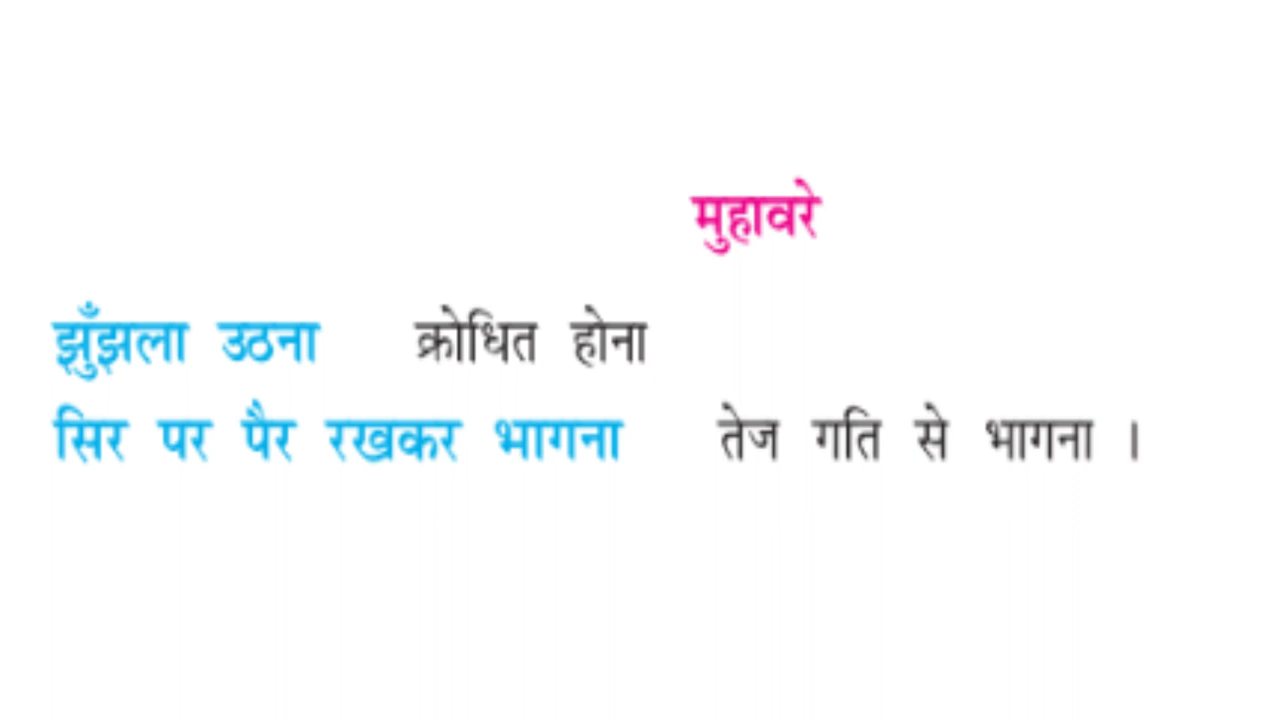 मुहावरे
झुँझला उठना क्रोधित होना
सिर पर पैर रखकर भागना तेज गति से भागना ।